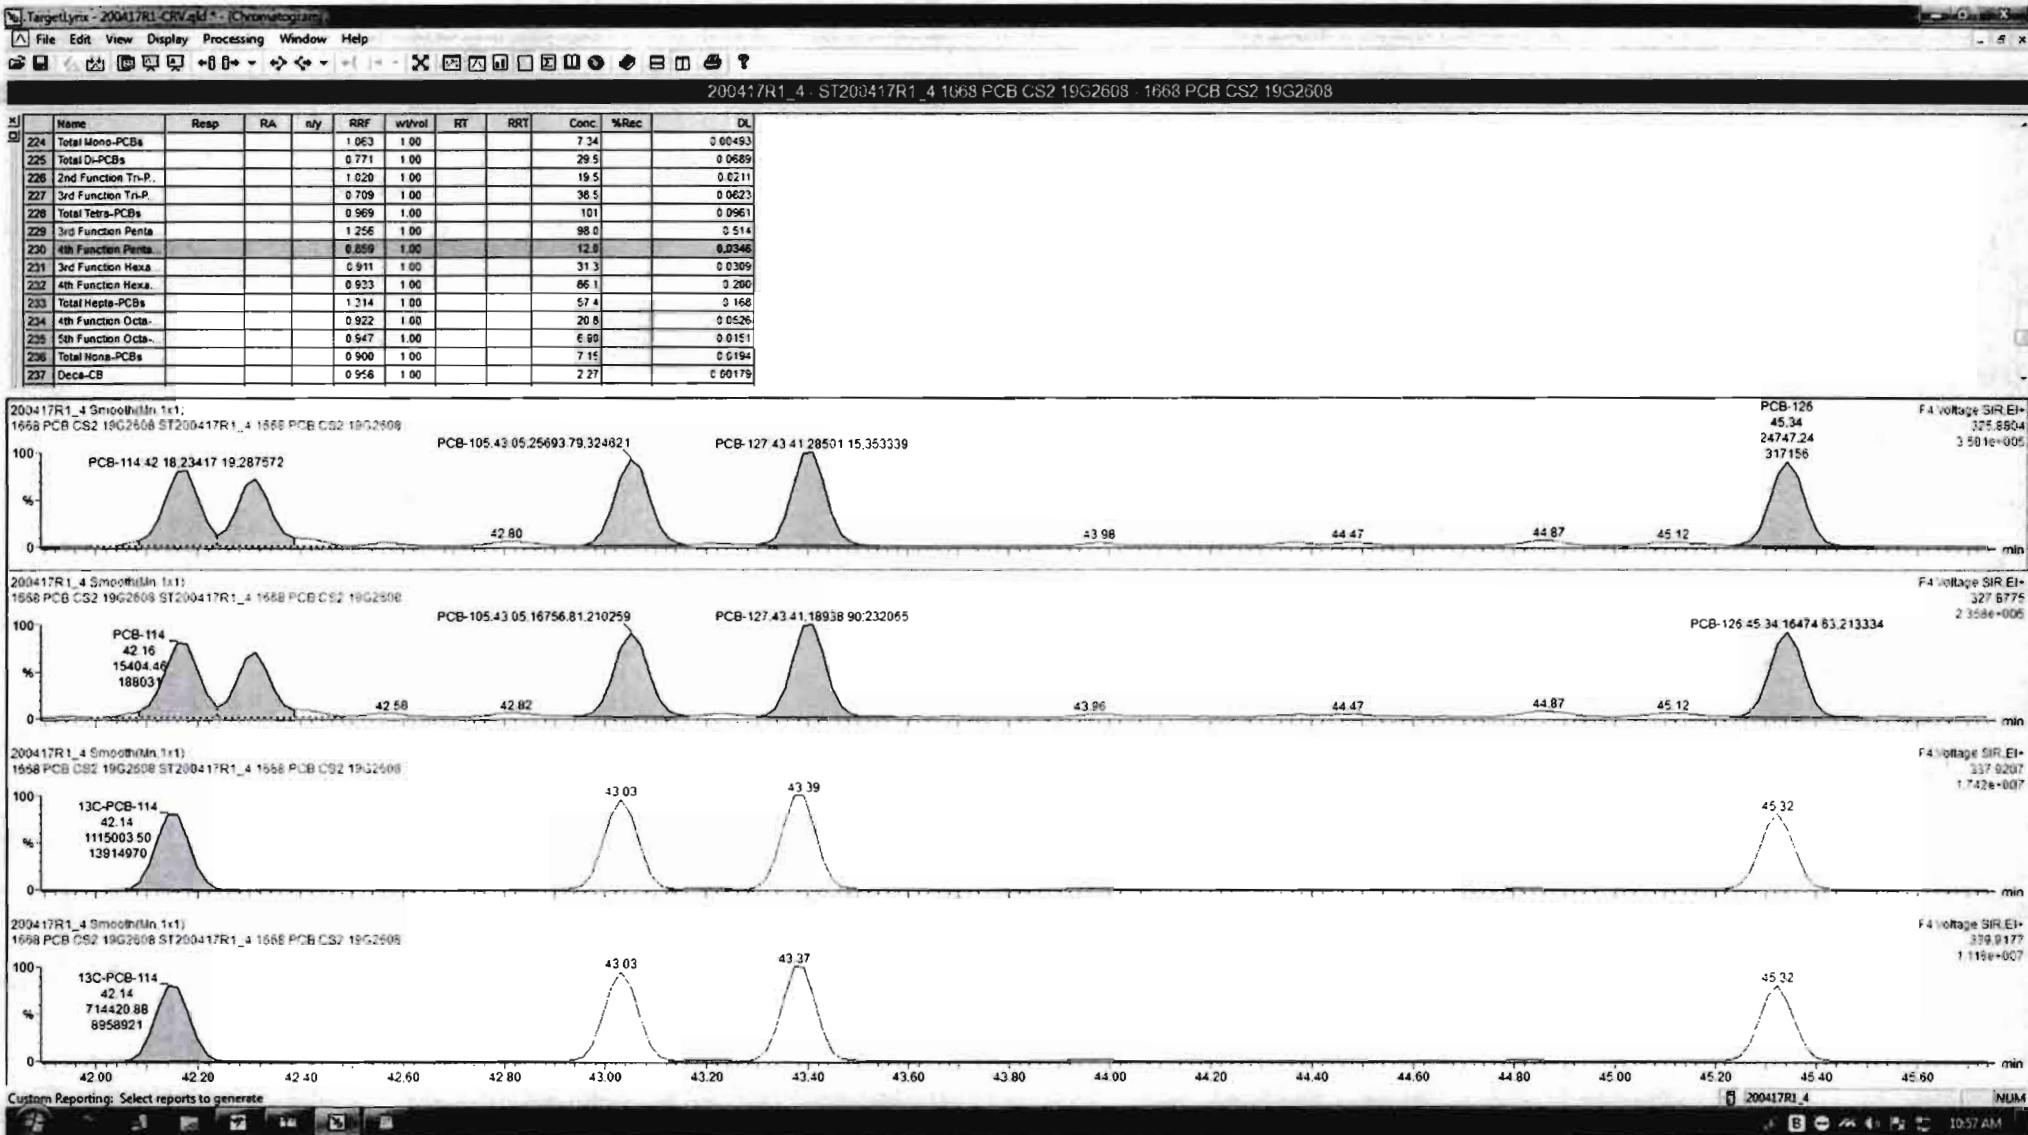 TargetLynx - 200417R1-CRV.qld * - [Chromatogram]
File Edit View Display Processing Window Help
200417R1_4 - ST200417R1_4 1668 PCB CS2 19G2608 - 1668 PCB CS2 19G2608
Name Resp RA n/y RRF wt/vol RT RRT Conc %Rec DL
224 Total Mono-PCBs 1.063 1.00 7.34 0.00493
225 Total Di-PCBs 0.771 1.00 29.5 0.0689
226 2nd Function Tri-P.. 1.020 1.00 19.5 0.0211
227 3rd Function Tri-P. 0.709 1.00 0.0623
228 Total Tetra-PCBs 0.969 1.00 101 0.0961
229 3rd Function Penta 1.256 1.00 98.0 0.514
230 4th Function Penta... 0.859 1.00 0.0346
231 3rd Function Hexa... 0.911 1.00 31.3 0.0309
232 4th Function Hexa... 0.933 1.00 86.1 0.200
233 Total Hepta-PCBs 1.314 1.00 57.4 0.168
234 4th Function Octa-... 0.922 1.00 20.8 0.0526
235 5th Function Octa-... 0.947 1.00 6.90 0.0151
236 Total Nona-PCBs 0.900 1.00 7.15 0.0194
237 Deca-CB 0.956 1.00 2.27 0.00179
200417R1_4 Smooth(Mn,1x1)
1668 PCB CS2 19G2608 ST200417R1_4 1668 PCB CS2 19G2608
F4:Voltage SIR,EI+
325.8804
3.581e+005
PCB-114.42.18.23417.19.287572
PCB-105.43.05.25693.79.324621
PCB-127.43.41.28501.15.353339
PCB-126
45.34
24747.24
317156
100
%
0
42.80
43.98
44.47
44.87
45.12
min
200417R1_4 Smooth(Mn,1x1)
1668 PCB CS2 19G2608 ST200417R1_4 1668 PCB CS2 19G2608
F4:Voltage SIR,EI+
327.8775
2.358e+005
PCB-114
42.16
15404.46
188031
PCB-105.43.05.16756.81.210259
PCB-127.43.41.18938.90.232065
PCB-126.45.34.16474.63.213334
100
%
0
42.58
42.82
43.96
44.47
44.87
45.12
min
200417R1_4 Smooth(Mn,1x1)
1668 PCB CS2 19G2608 ST200417R1_4 1668 PCB CS2 19G2608
F4:Voltage SIR,EI+
337.9207
1.742e+007
13C-PCB-114
42.14
1115003.50
13914970
43.03
43.39
45.32
100
%
0
min
200417R1_4 Smooth(Mn,1x1)
1668 PCB CS2 19G2608 ST200417R1_4 1668 PCB CS2 19G2608
F4:Voltage SIR,EI+
339.9177
1.118e+007
13C-PCB-114
42.14
714420.88
8958921
43.03
43.37
45.32
100
%
0
min
42.00 42.20 42.40 42.60 42.80 43.00 43.20 43.40 43.60 43.80 44.00 44.20 44.40 44.60 44.80 45.00 45.20 45.40 45.60
Custom Reporting: Select reports to generate
200417R1_4 NUM
10:57 AM